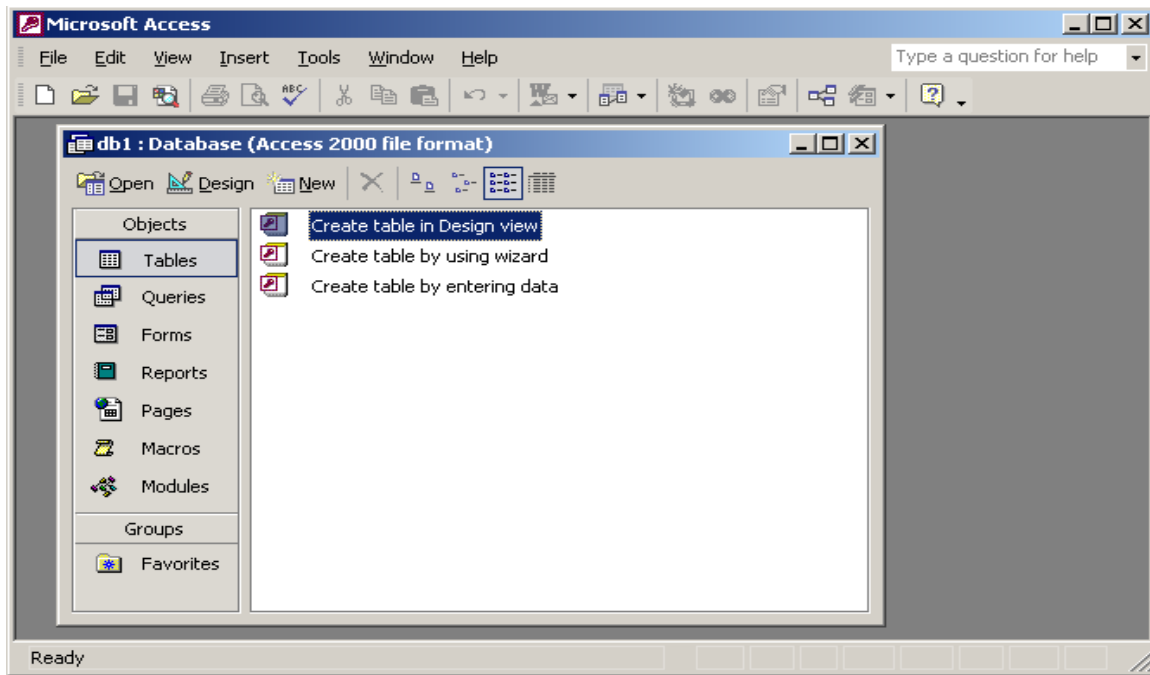 Microsoft Access
File Edit View Insert Tools Window Help Type a question for help
db1 : Database (Access 2000 file format)
Open Design New
Objects
Tables
Queries
Forms
Reports
Pages
Macros
Modules
Groups
Favorites
Create table in Design view
Create table by using wizard
Create table by entering data
Ready